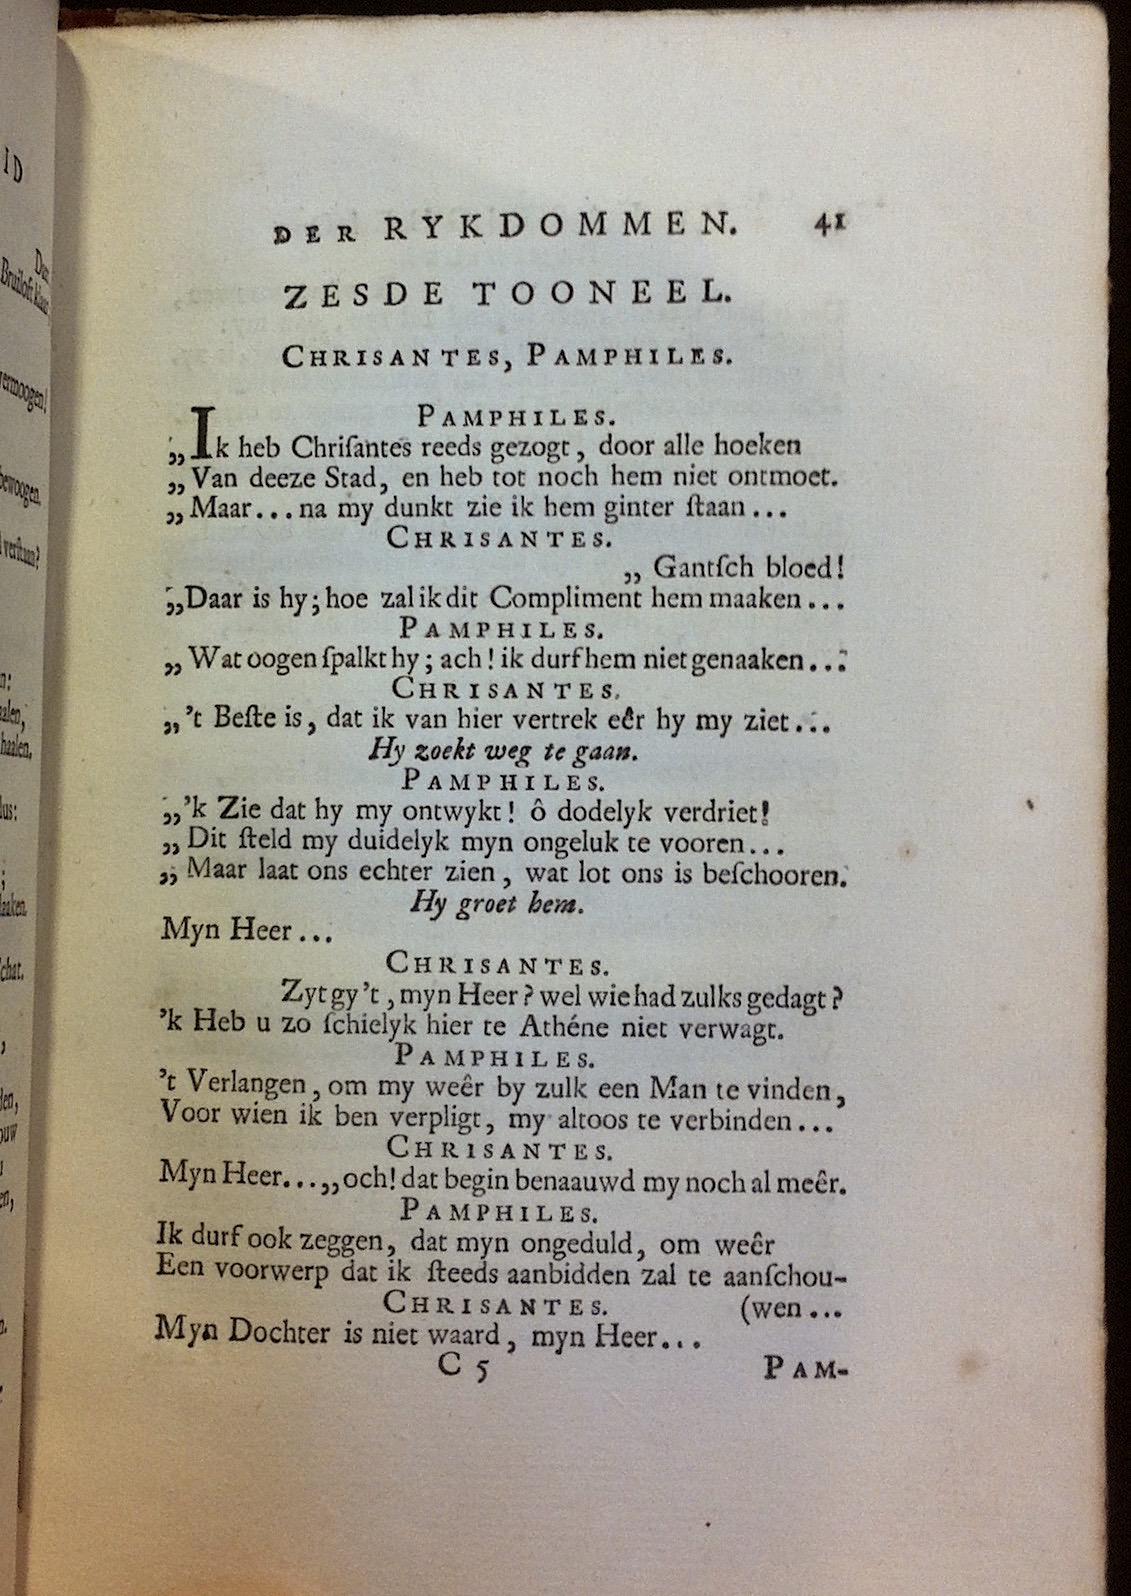 DER RYKDOMMEN. 41
ZESDE TOONEEL.
CHRISANTES, PAMPHILES.
PAMPHILES.
„Ik heb Chriſantes reeds gezogt, door alle hoeken
„Van deeze Stad, en heb tot noch hem niet ontmoet.
„Maar... na my dunkt zie ik hem ginter ſtaan...
CHRISANTES.
„Gantſch bloed!
„Daar is hy; hoe zal ik dit Compliment hem maaken...
PAMPHILES.
„Wat oogen ſpalkt hy; ach! ik durf hem niet genaaken...
CHRISANTES.
„'t Beſte is, dat ik van hier vertrek eêr hy my ziet...
Hy zoekt weg te gaan.
PAMPHILES.
„'k Zie dat hy my ontwykt! ô dodelyk verdriet!
„Dit ſteld my duidelyk myn ongeluk te vooren...
„Maar laat ons echter zien, wat lot ons is beſchooren.
Hy groet hem.
Myn Heer...
CHRISANTES.
Zyt gy 't, myn Heer? wel wie had zulks gedagt?
'k Heb u zo ſchielyk hier te Athéne niet verwagt.
PAMPHILES.
't Verlangen, om my weêr by zulk een Man te vinden,
Voor wien ik ben verpligt, my altoos te verbinden...
CHRISANTES.
Myn Heer...„och! dat begin benaauwd my noch al meêr.
PAMPHILES.
Ik durf ook zeggen, dat myn ongeduld, om weêr
Een voorwerp dat ik ſteeds aanbidden zal te aanſchou-
CHRISANTES. (wen...
Myn Dochter is niet waard, myn Heer...
C 5 PAM-